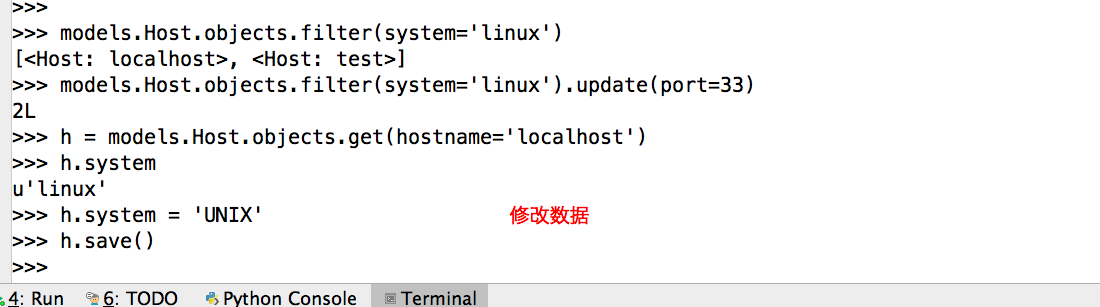 >>>
>>> models.Host.objects.filter(system='linux')
[<Host: localhost>, <Host: test>]
>>> models.Host.objects.filter(system='linux').update(port=33)
2L
>>> h = models.Host.objects.get(hostname='localhost')
>>> h.system
u'linux'
>>> h.system = 'UNIX' 修改数据
>>> h.save()
>>>
4: Run 6: TODO Python Console Terminal